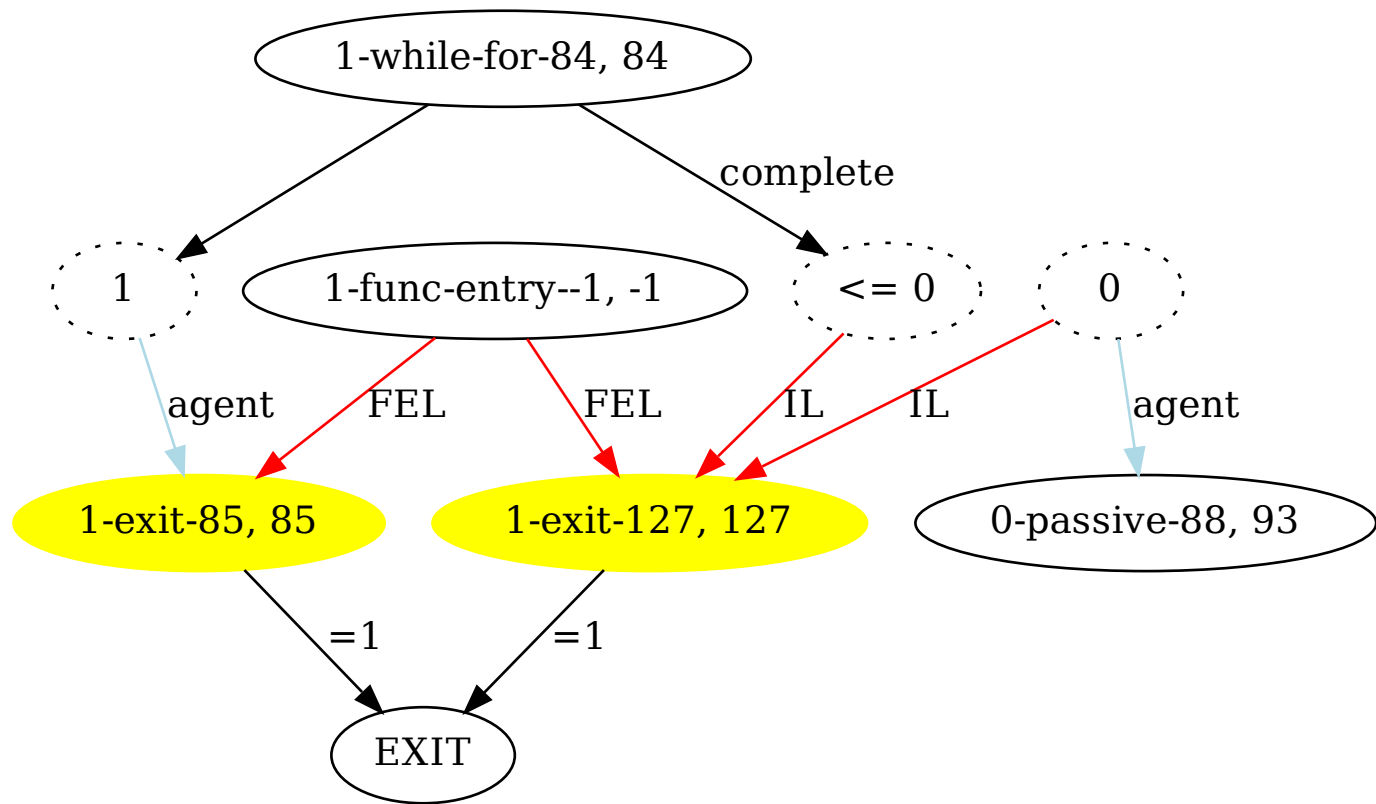 1-while-for-84, 84
complete
1
1-func-entry--1, -1
<= 0
0
agent
FEL
FEL
IL
IL
agent
1-exit-85, 85
1-exit-127, 127
0-passive-88, 93
=1
=1
EXIT